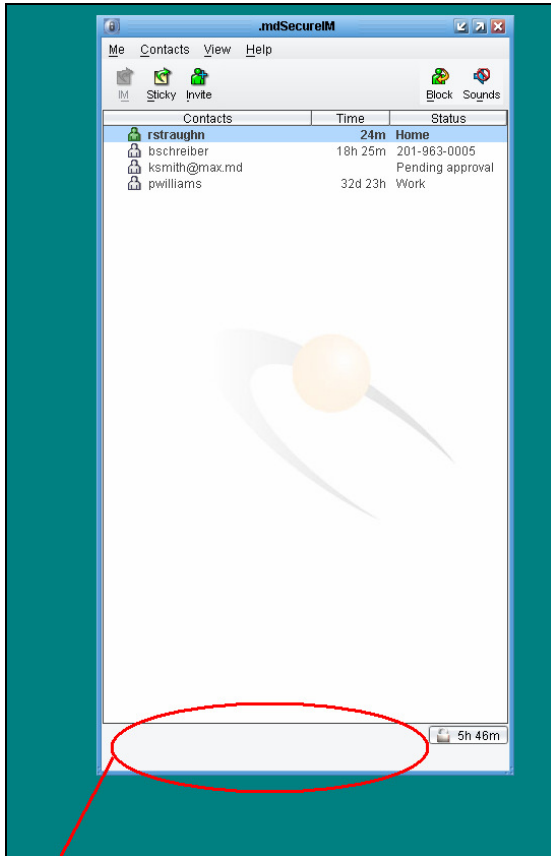 .mdSecureIM
Me Contacts View Help
IM Sticky Invite Block Sounds
Contacts Time Status
rstraughn 24m Home
bschreiber 18h 25m 201-963-0005
ksmith@max.md Pending approval
pwilliams 32d 23h Work
5h 46m